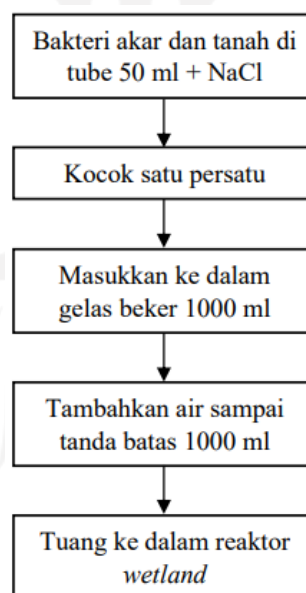 Bakteri akar dan tanah di
tube 50 ml + NaCl
Kocok satu persatu
Masukkan ke dalam
gelas beker 1000 ml
Tambahkan air sampai
tanda batas 1000 ml
Tuang ke dalam reaktor
wetland